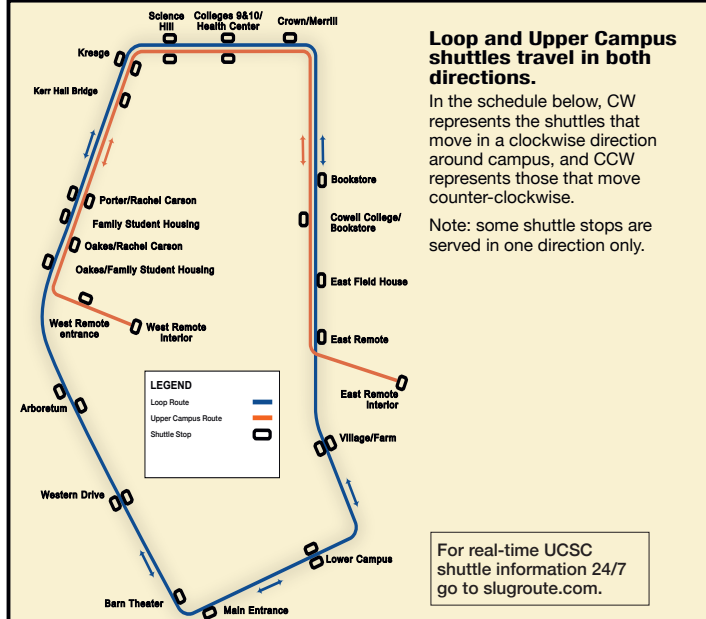 Science
Hill
Colleges 9&10/
Health Center
Crown/Merrill
Kresge
Kerr Hall Bridge
Porter/Rachel Carson
Family Student Housing
Oakes/Rachel Carson
Oakes/Family Student Housing
West Remote
entrance
West Remote
Interior
Bookstore
Cowell College/
Bookstore
East Field House
East Remote
East Remote
Interior
Arboretum
Village/Farm
Western Drive
Lower Campus
Barn Theater
Main Entrance
LEGEND
Loop Route
Upper Campus Route
Shuttle Stop
Loop and Upper Campus
shuttles travel in both
directions.
In the schedule below, CW
represents the shuttles that
move in a clockwise direction
around campus, and CCW
represents those that move
counter-clockwise.
Note: some shuttle stops are
served in one direction only.
For real-time UCSC
shuttle information 24/7
go to slugroute.com.